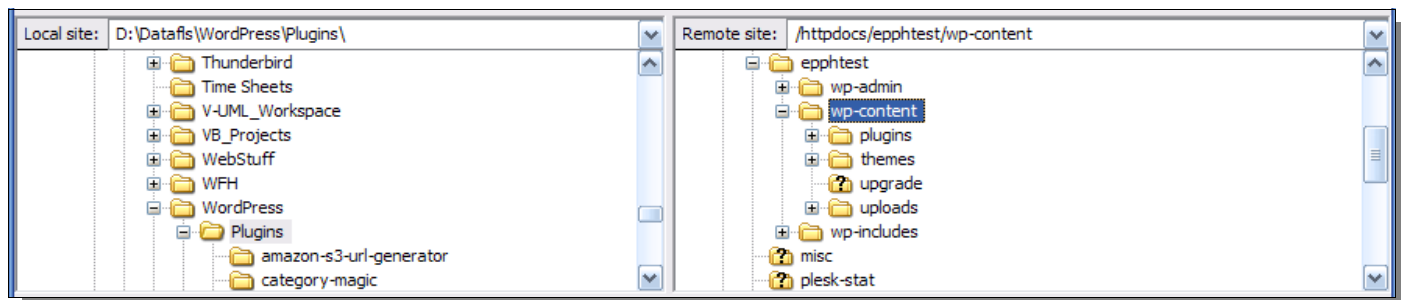 Local site: D:\Datafls\WordPress\Plugins\
Thunderbird
Time Sheets
V-UML_Workspace
VB_Projects
WebStuff
WFH
WordPress
Plugins
amazon-s3-url-generator
category-magic
Remote site: /httpdocs/epphtest/wp-content
epphtest
wp-admin
wp-content
plugins
themes
upgrade
uploads
wp-includes
misc
plesk-stat